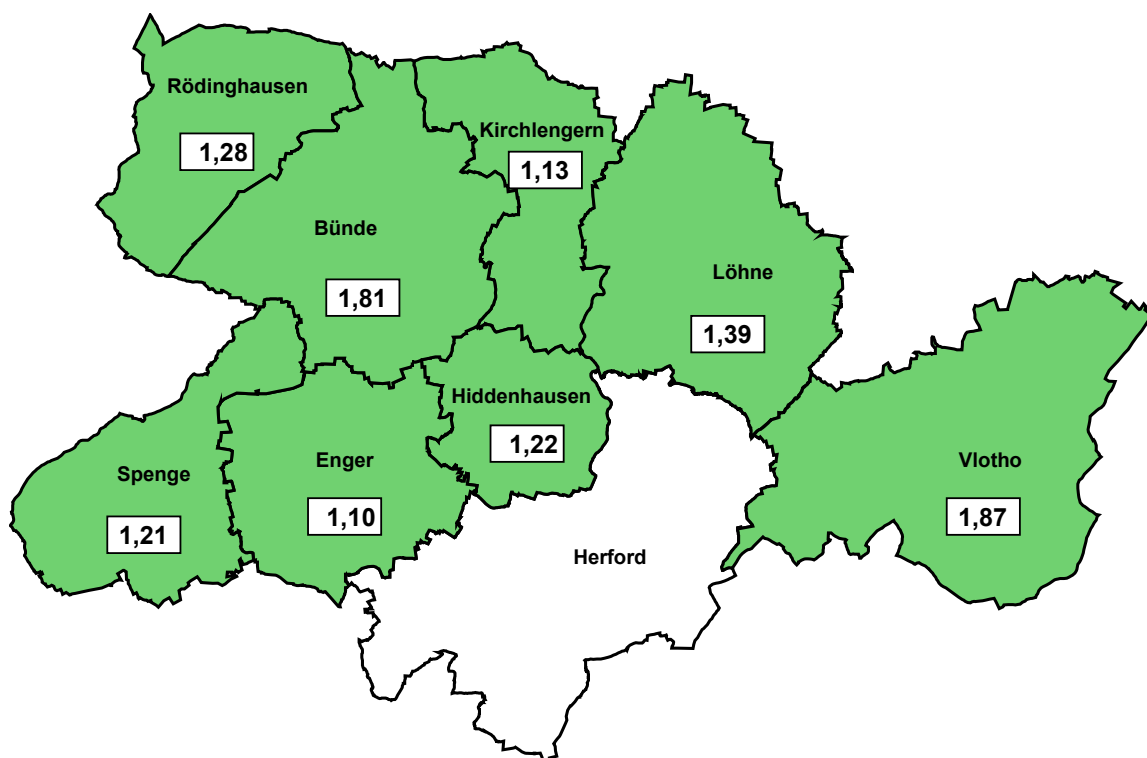 Rödinghausen
1,28
Kirchlengern
1,13
Bünde
1,81
Löhne
1,39
Hiddenhausen
1,22
Spenge
1,21
Enger
1,10
Vlotho
1,87
Herford